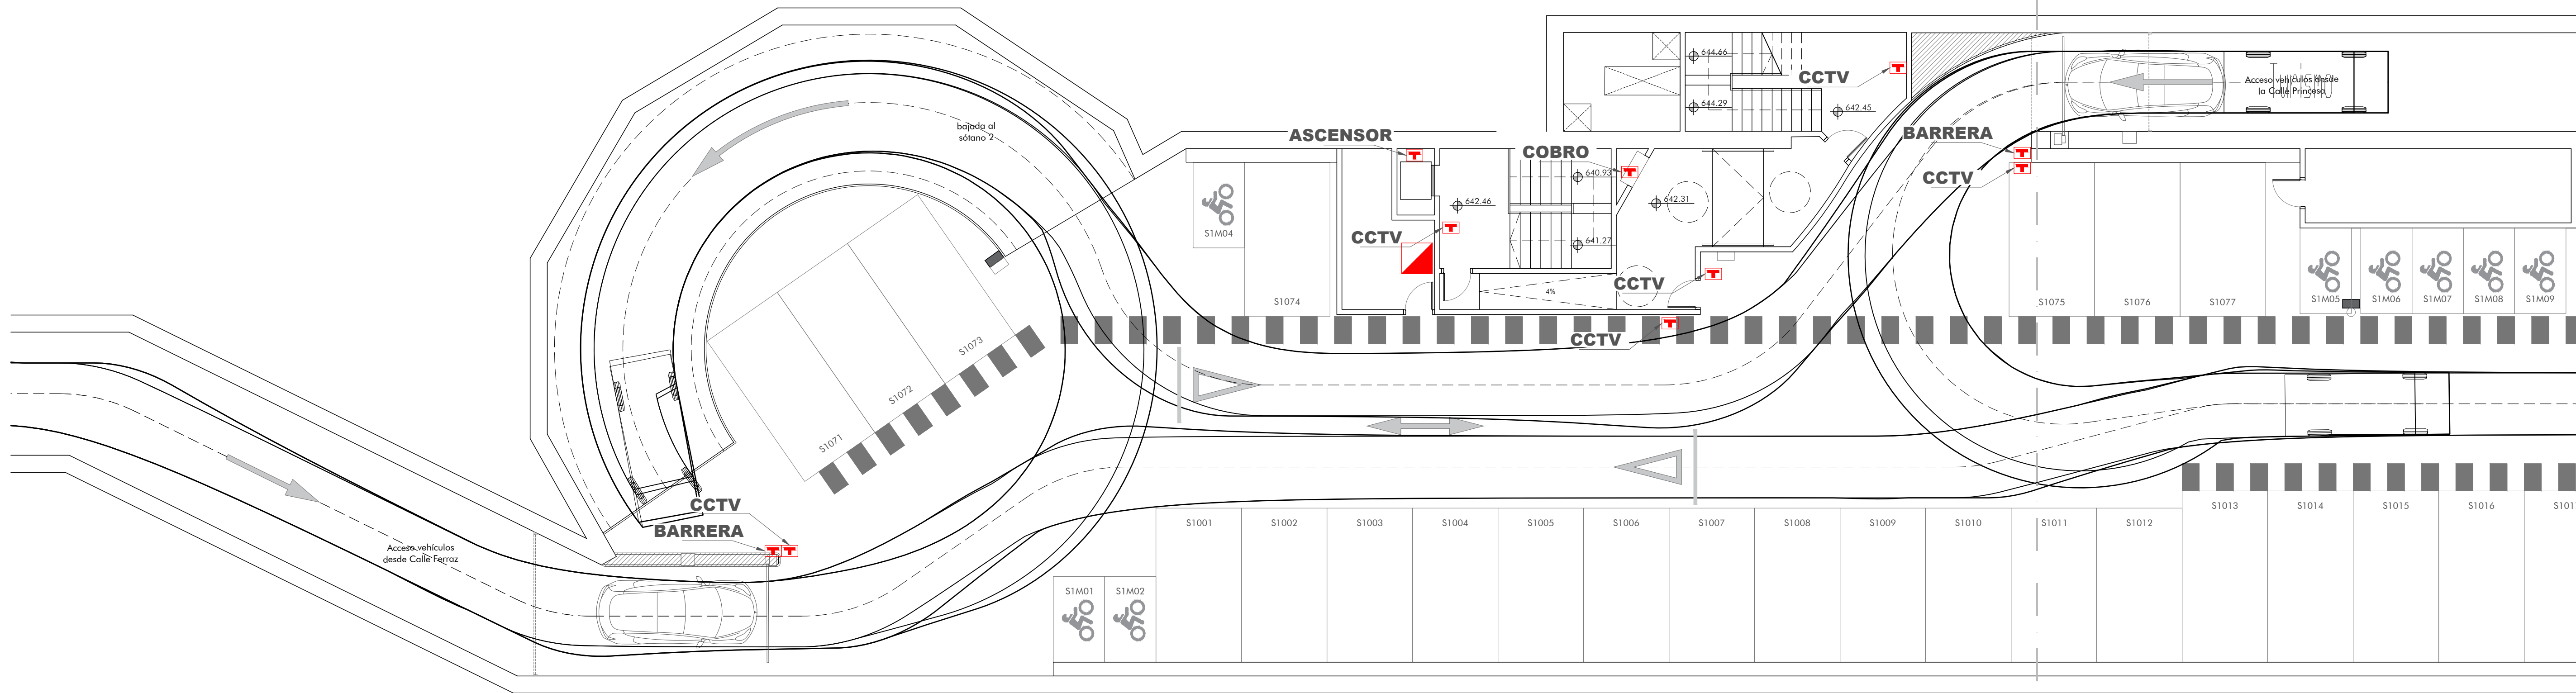 644.66
CCTV
Acceso vehículos desde
la Calle Princesa
644.29
642.45
bajada al
sótano 2
ASCENSOR
BARRERA
COBRO
640.93
CCTV
642.46
642.31
S1M04
CCTV
641.27
CCTV
4%
S1074
S1075
S1076
S1077
S1M05
S1M06
S1M07
S1M08
S1M09
CCTV
S1073
S1072
S1071
CCTV
BARRERA
Acceso vehículos
desde Calle Ferraz
S1001
S1002
S1003
S1004
S1005
S1006
S1007
S1008
S1009
S1010
S1011
S1012
S1013
S1014
S1015
S1016
S1M01
S1M02